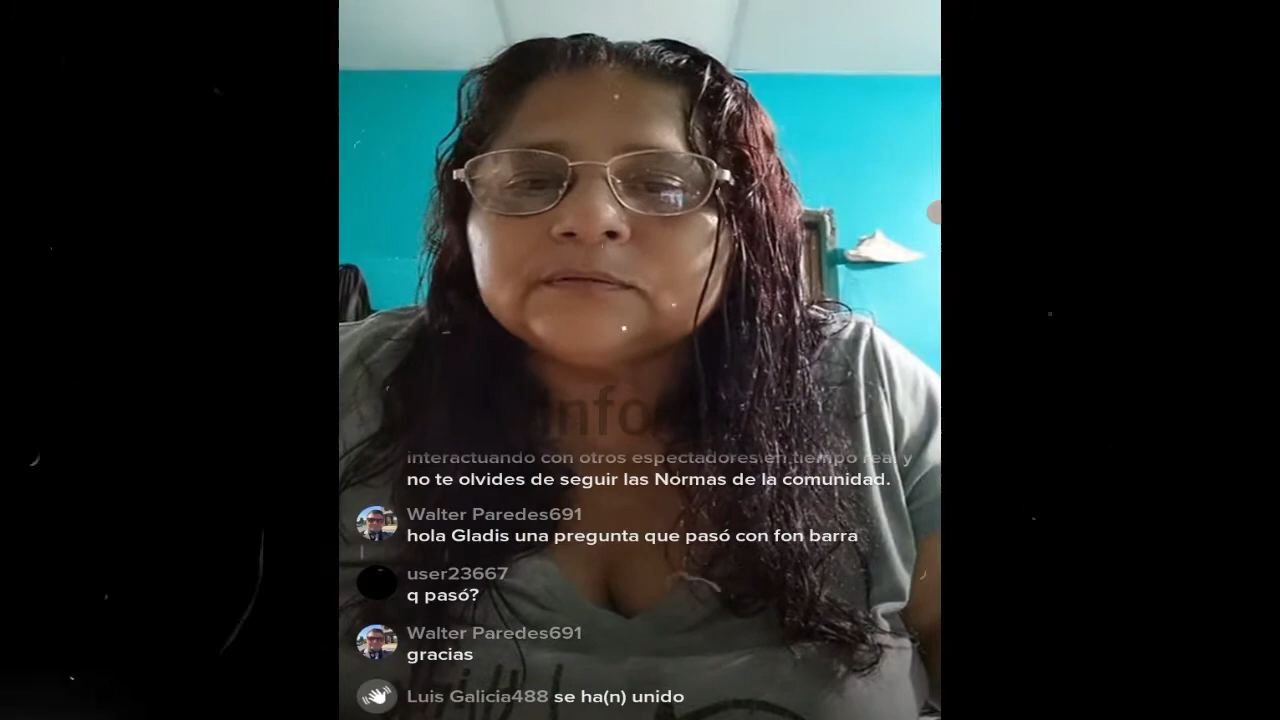 info
interactuando con otros espectadores en tiempo real y
no te olvides de seguir las Normas de la comunidad.
Walter Paredes691
hola Gladis una pregunta que pasó con fon barra
user23667
q pasó?
Walter Paredes691
gracias
Luis Galicia488 se ha(n) unido